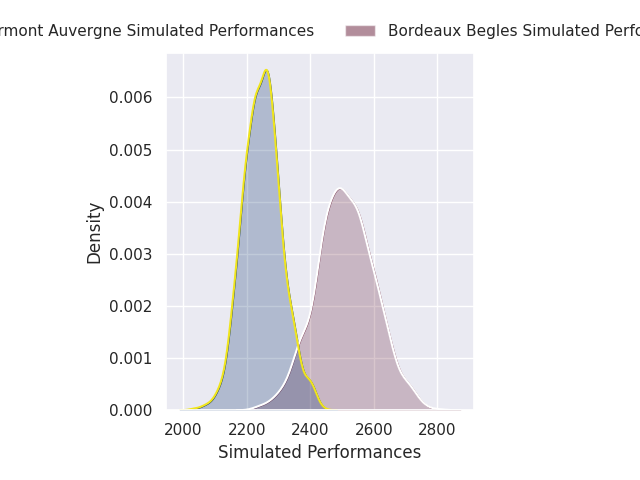 rmont Auvergne Simulated Performances
Bordeaux Begles Simulated Perfo
0.006
0.005
0.004
0.003
0.002
0.001
0.000
Density
2000 2200 2400 2600 2800
Simulated Performances